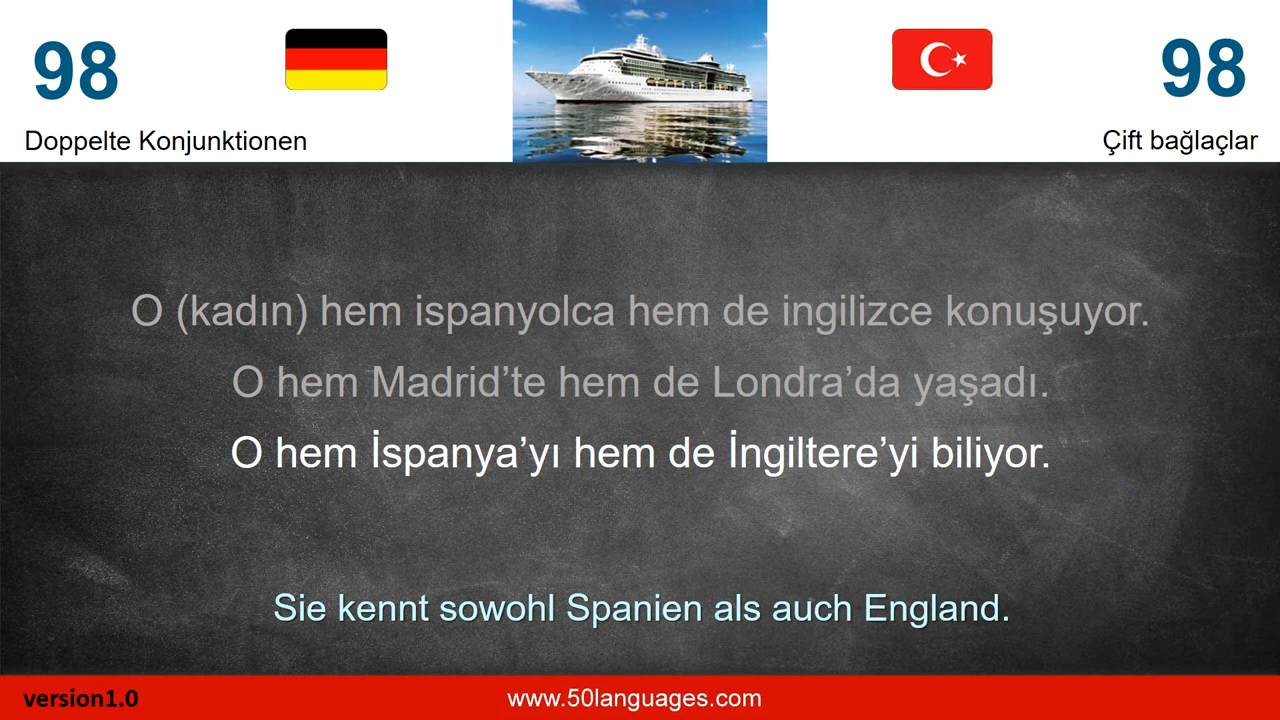 98
98
Doppelte Konjunktionen
Çift bağlaçlar
O (kadın) hem ispanyolca hem de ingilizce konuşuyor.
O hem Madrid’te hem de Londra’da yaşadı.
O hem İspanya’yı hem de İngiltere’yi biliyor.
Sie kennt sowohl Spanien als auch England.
version1.0
www.50languages.com